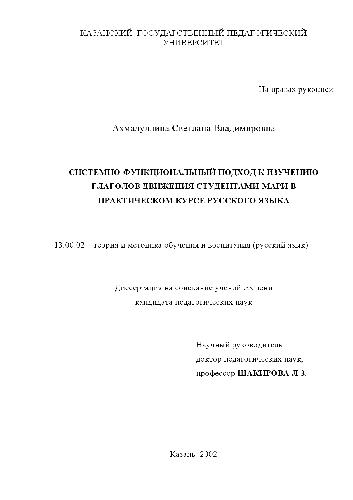 КАЗАНСКИЙ ГОСУДАРСТВЕННЫЙ ПЕДАГОГИЧЕСКИЙ
УНИВЕРСИТЕТ
На правах рукописи
Ахмадуллина Светлана Владимировна
СИСТЕМНО-ФУНКЦИОНАЛЬНЫЙ ПОДХОД К ИЗУЧЕНИЮ
ГЛАГОЛОВ ДВИЖЕНИЯ СТУДЕНТАМИ-МАРИ В
ПРАКТИЧЕСКОМ КУРСЕ РУССКОГО ЯЗЫКА
13.00.02 – теория и методика обучения и воспитания (русский язык)
Диссертация на соискание ученой степени
кандидата педагогических наук
Научный руководитель
доктор педагогических наук,
профессор ШАКИРОВА Л.З.
Казань 2002